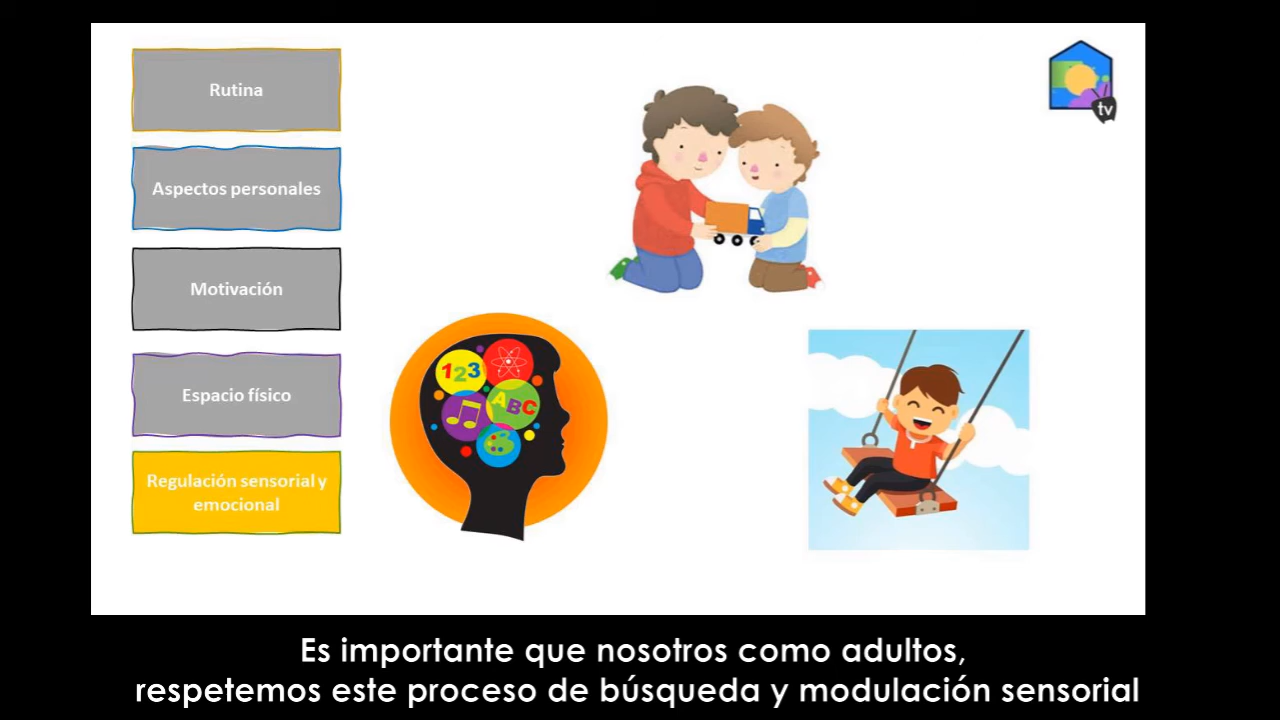 Rutina
Aspectos personales
Motivación
Espacio físico
Regulación sensorial y
emocional
tv
123
ABC
Es importante que nosotros como adultos,
respetemos este proceso de búsqueda y modulación sensorial